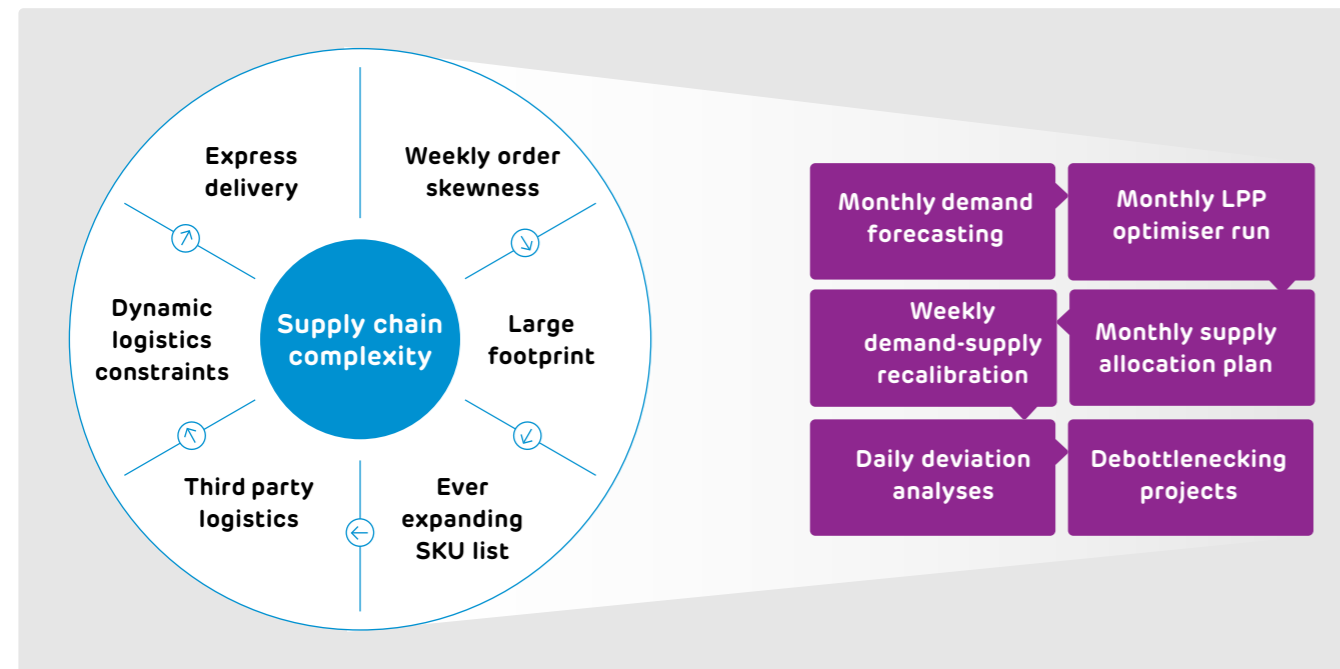 Express
delivery
Weekly order
skewness
Large
footprint
Ever
expanding
SKU list
Third party
logistics
Dynamic
logistics
constraints
Supply chain
complexity
Monthly demand
forecasting
Monthly LPP
optimiser run
Monthly supply
allocation plan
Weekly
demand-supply
recalibration
Daily deviation
analyses
Debottlenecking
projects